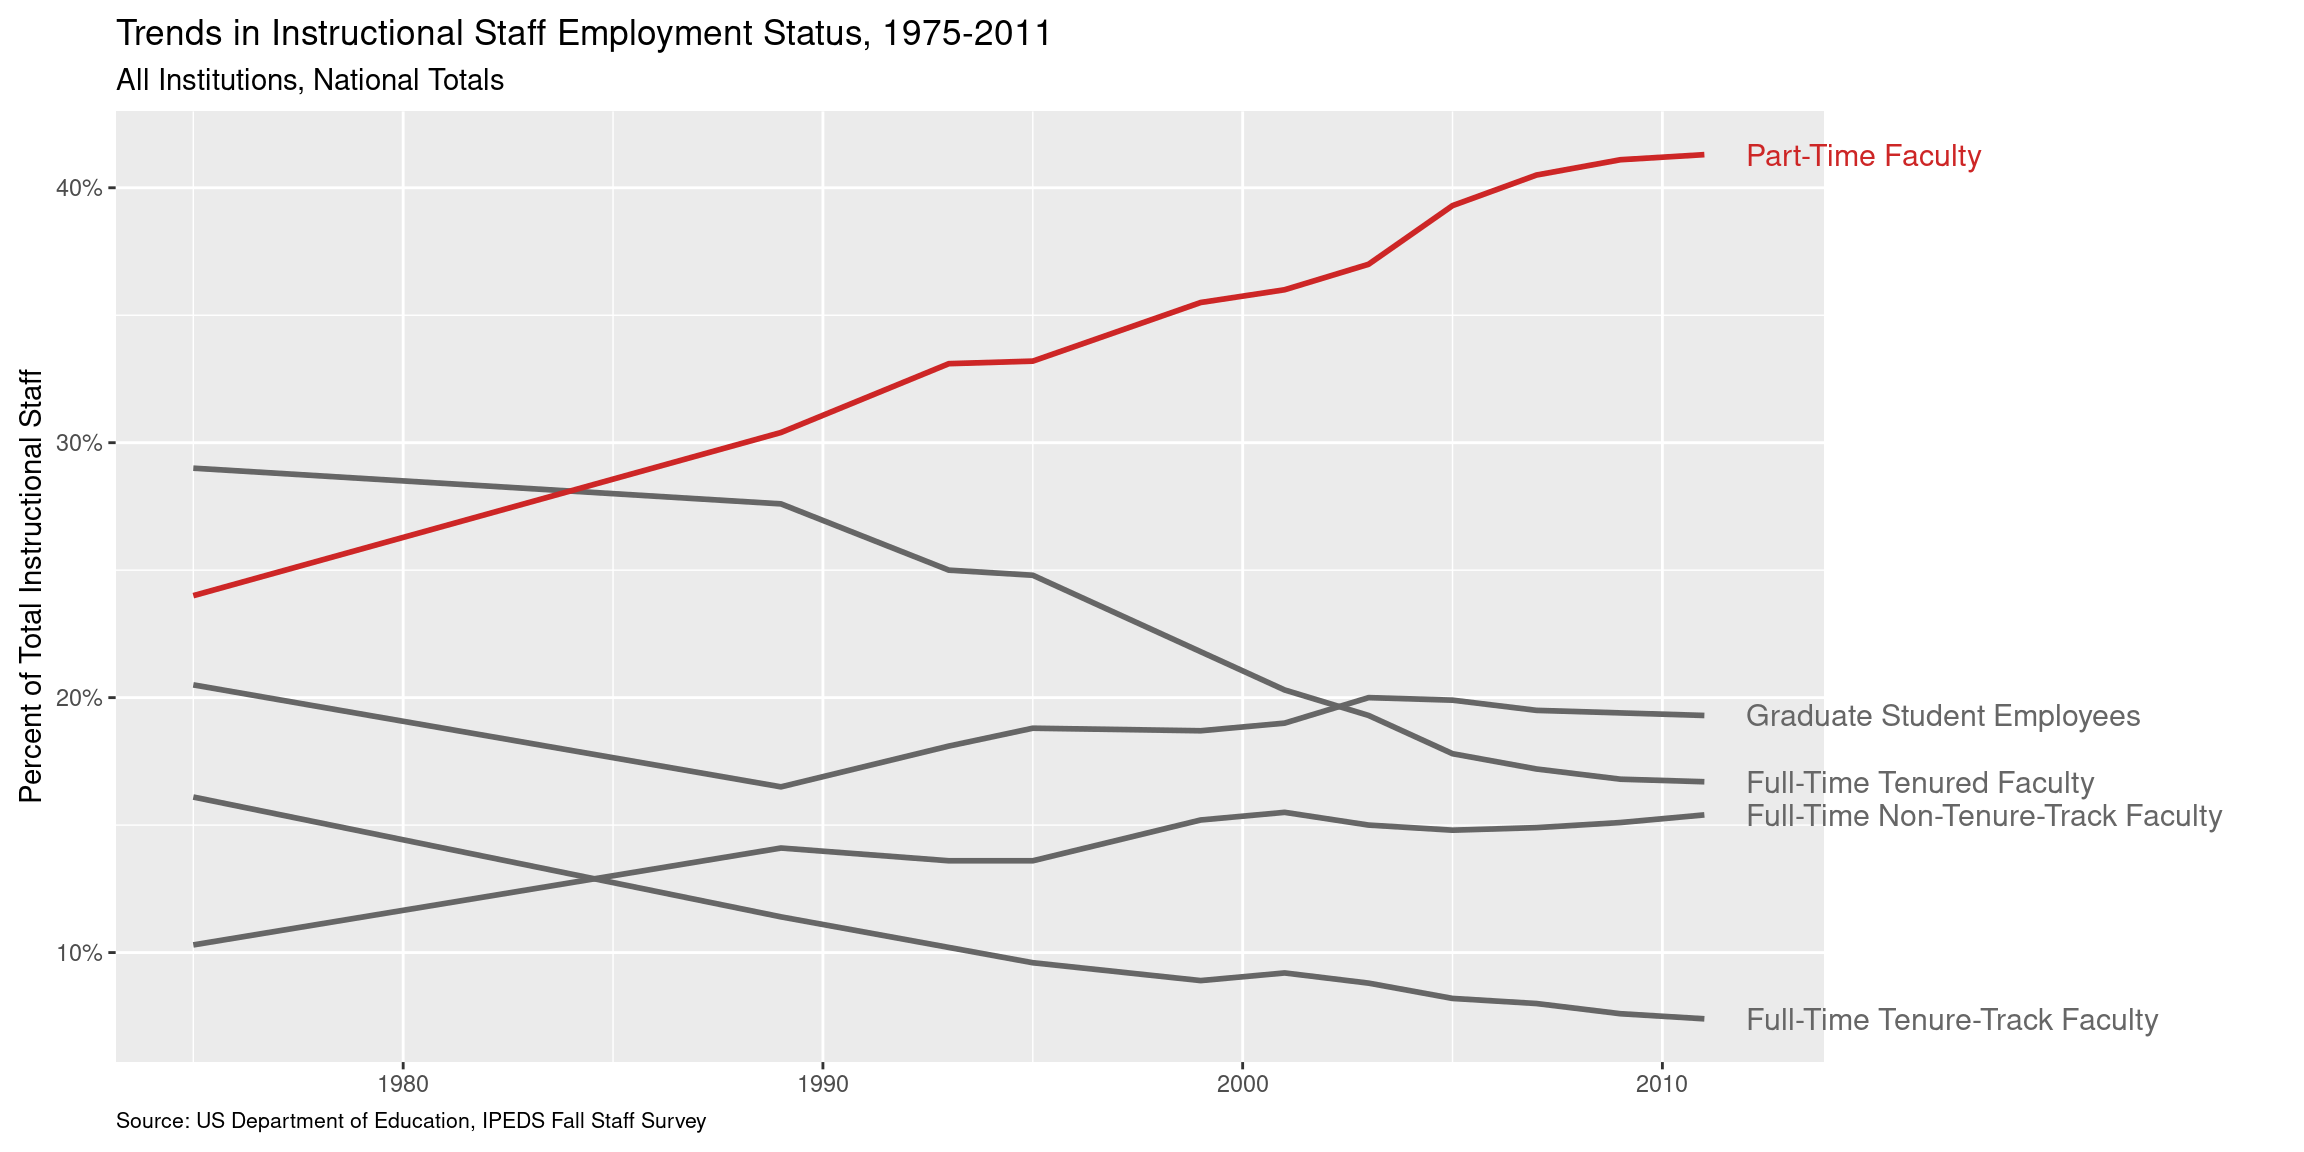 Trends in Instructional Staff Employment Status, 1975-2011
All Institutions, National Totals
Percent of Total Instructional Staff
40%
30%
20%
10%
Part-Time Faculty
Graduate Student Employees
Full-Time Tenured Faculty
Full-Time Non-Tenure-Track Faculty
Full-Time Tenure-Track Faculty
1980
1990
2000
2010
Source: US Department of Education, IPEDS Fall Staff Survey